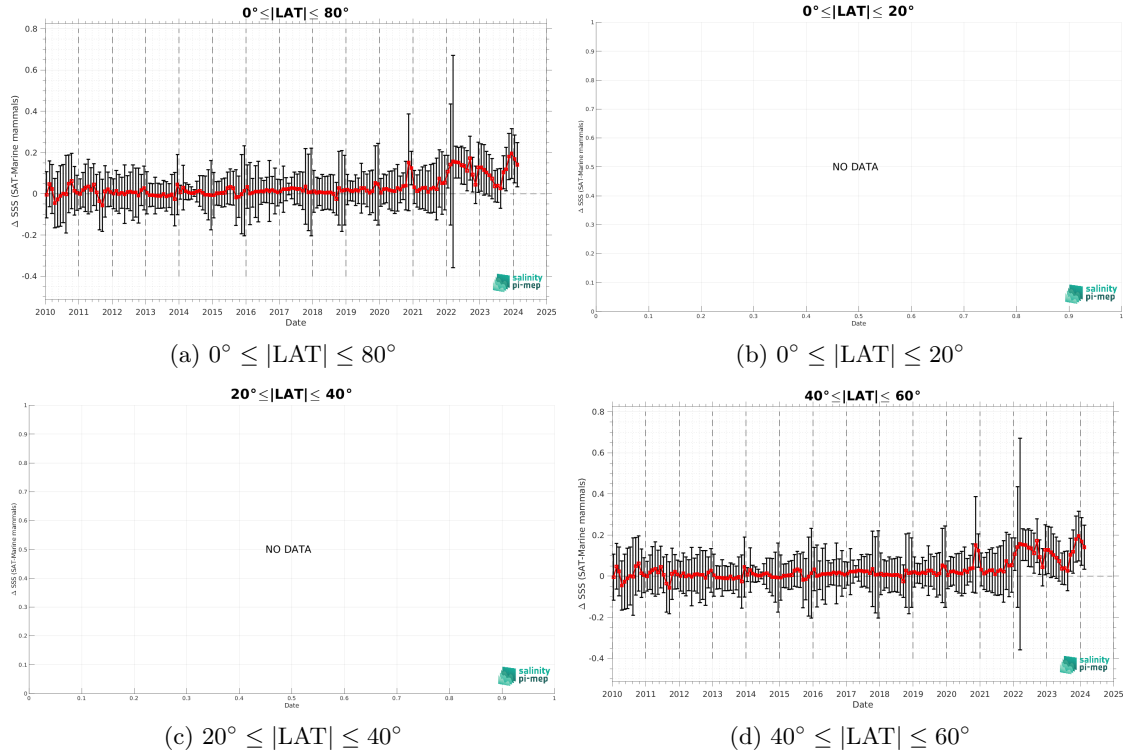 0°≤|LAT|≤ 80°
Δ SSS (SAT-Marine mammals)
0.8
0.6
0.4
0.2
0
-0.2
-0.4
2010 2011 2012 2013 2014 2015 2016 2017 2018 2019 2020 2021 2022 2023 2024 2025
Date
salinity
pi-mep
(a) 0° ≤ |LAT| ≤ 80°
0°≤|LAT|≤ 20°
Δ SSS (SAT-Marine mammals)
1
0.9
0.8
0.7
0.6
0.5
0.4
0.3
0.2
0.1
0
NO DATA
0 0.1 0.2 0.3 0.4 0.5 0.6 0.7 0.8 0.9 1
Date
salinity
pi-mep
(b) 0° ≤ |LAT| ≤ 20°
20°≤|LAT|≤ 40°
Δ SSS (SAT-Marine mammals)
1
0.9
0.8
0.7
0.6
0.5
0.4
0.3
0.2
0.1
0
NO DATA
0 0.1 0.2 0.3 0.4 0.5 0.6 0.7 0.8 0.9 1
Date
salinity
pi-mep
(c) 20° ≤ |LAT| ≤ 40°
40°≤|LAT|≤ 60°
Δ SSS (SAT-Marine mammals)
0.8
0.6
0.4
0.2
0
-0.2
-0.4
2010 2011 2012 2013 2014 2015 2016 2017 2018 2019 2020 2021 2022 2023 2024 2025
Date
salinity
pi-mep
(d) 40° ≤ |LAT| ≤ 60°